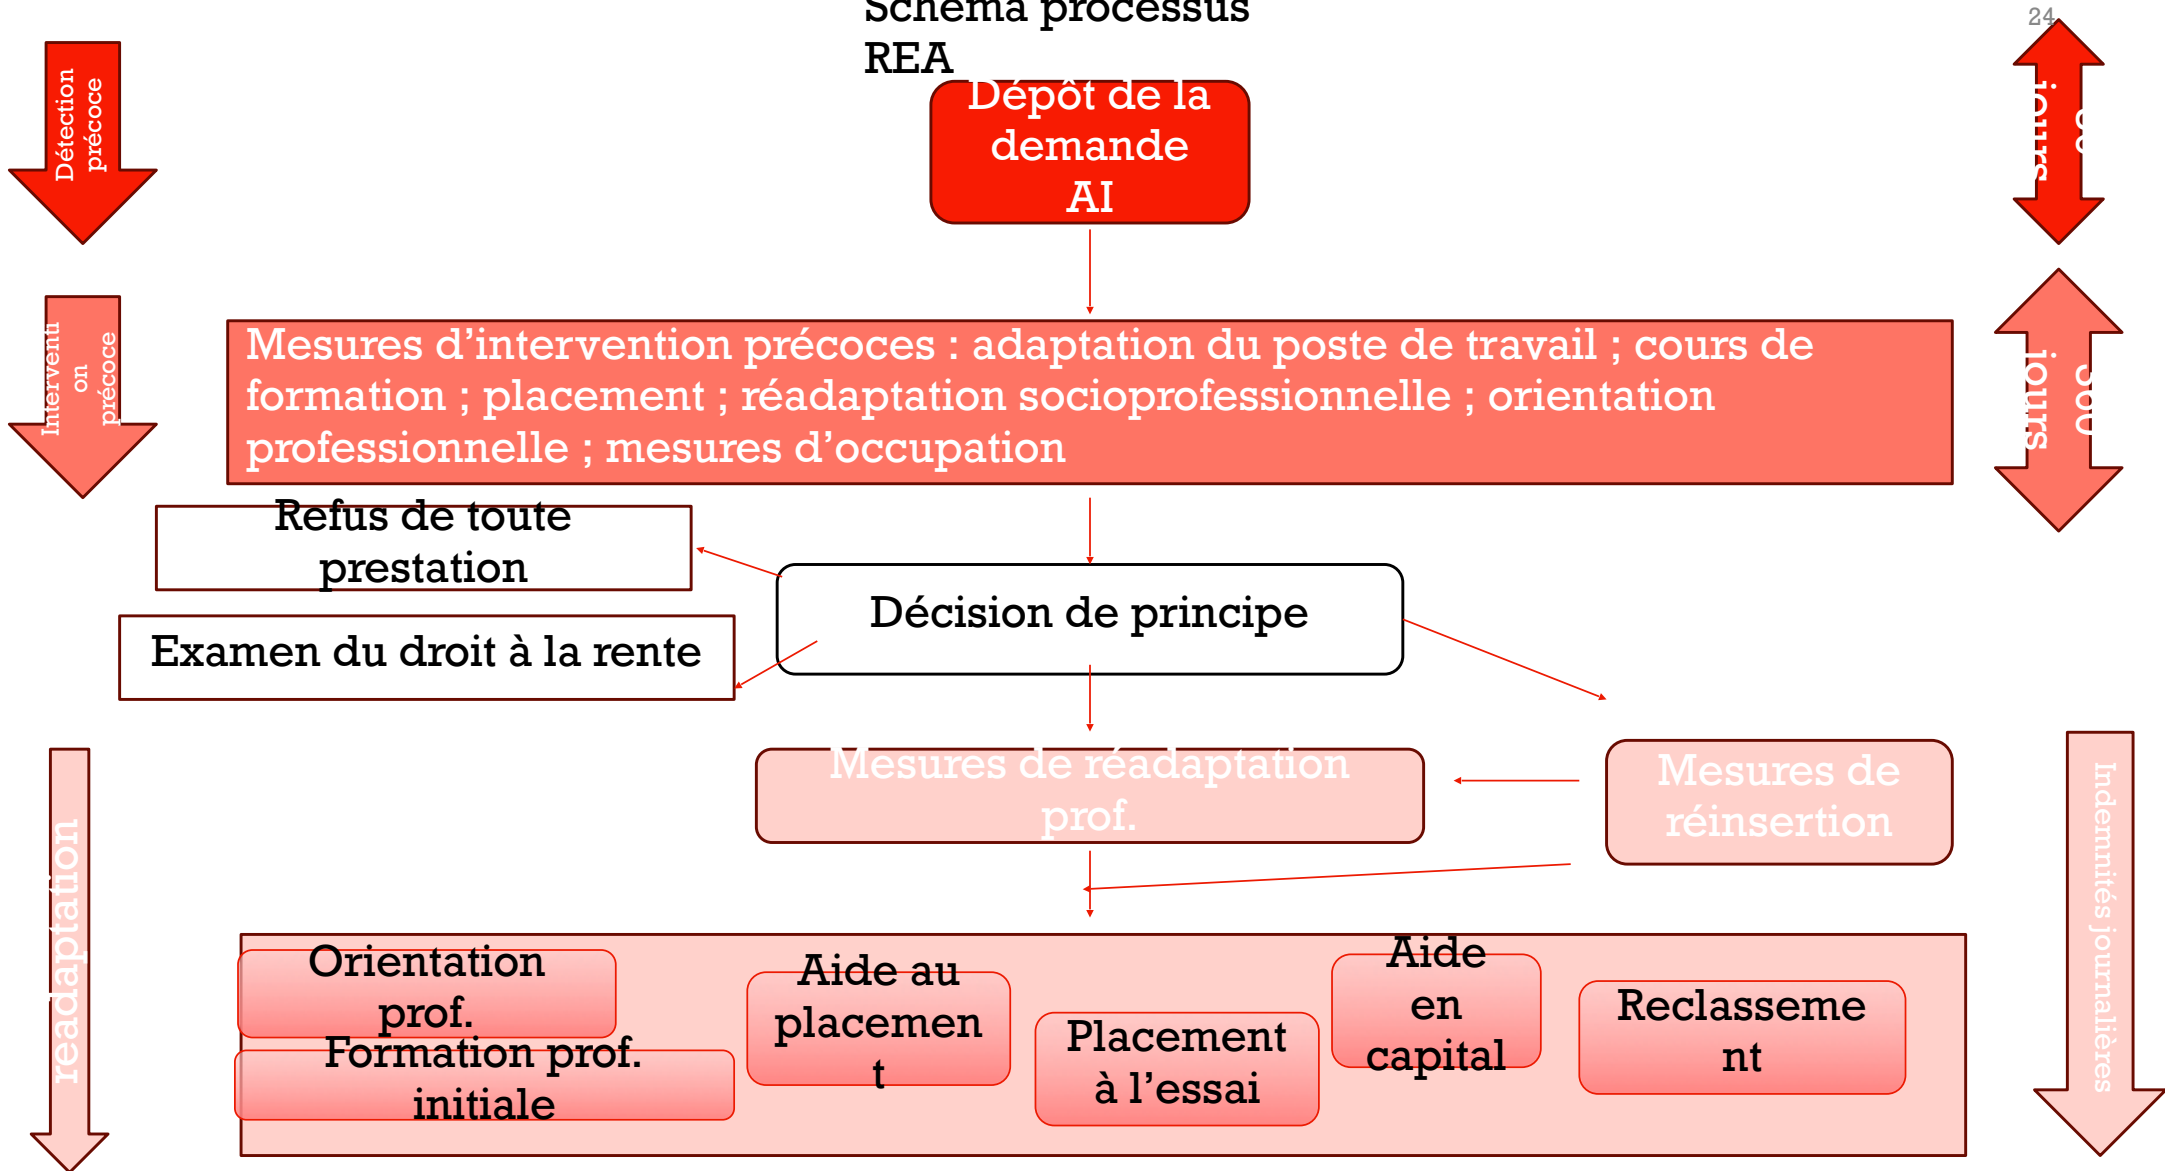 Schéma processus
REA
24
Détection
précoce
Dépôt de la
demande
AI
jours
Interventi
on
précoce
Mesures d’intervention précoces : adaptation du poste de travail ; cours de
formation ; placement ; réadaptation socioprofessionnelle ; orientation
professionnelle ; mesures d’occupation
jours
Refus de toute
prestation
Décision de principe
Examen du droit à la rente
Mesures de réadaptation
prof.
Mesures de
réinsertion
readaptation
Indemnités journalières
Orientation
prof.
Formation prof.
initiale
Aide au
placemen
t
Placement
à l’essai
Aide
en
capital
Reclasseme
nt